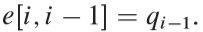 e[i, i − 1] = q_{i−1}.